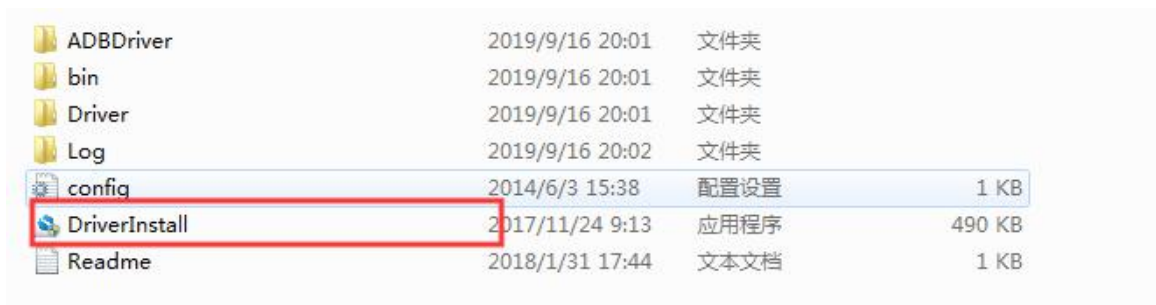 ADBDriver 2019/9/16 20:01 文件夹
bin 2019/9/16 20:01 文件夹
Driver 2019/9/16 20:01 文件夹
Log 2019/9/16 20:02 文件夹
config 2014/6/3 15:38 配置设置 1 KB
DriverInstall 2017/11/24 9:13 应用程序 490 KB
Readme 2018/1/31 17:44 文本文档 1 KB